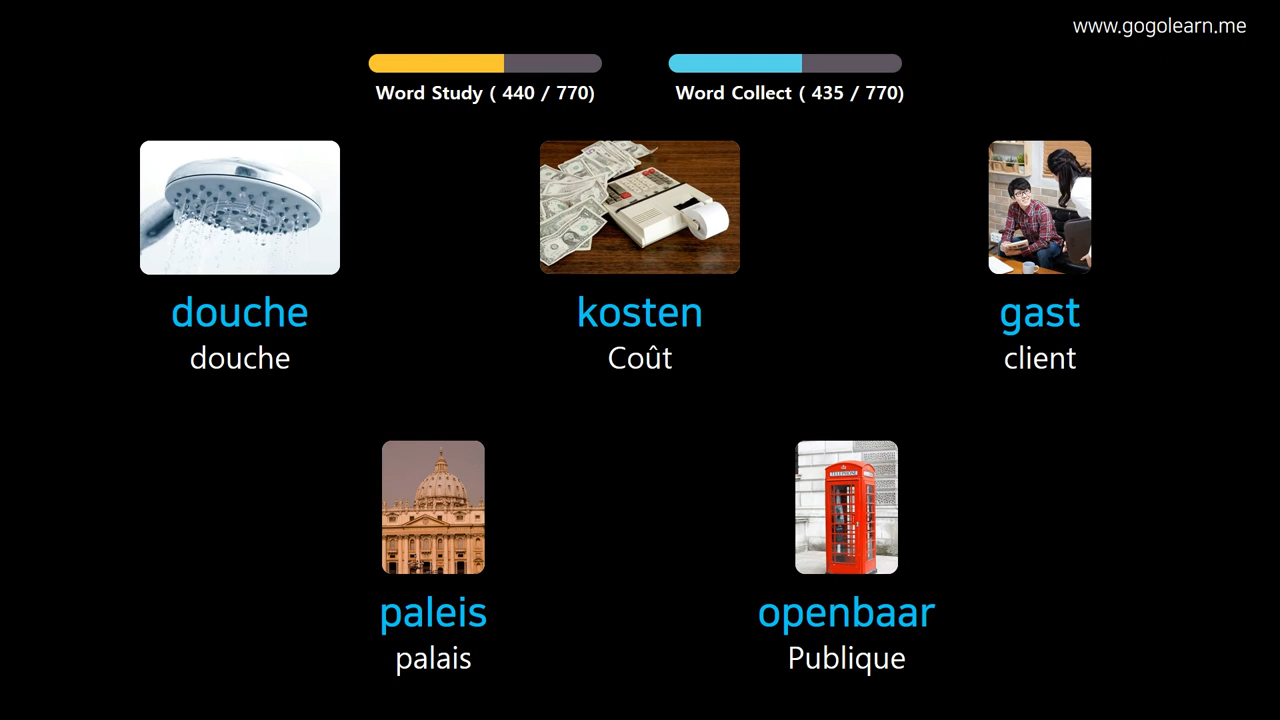 www.gogolearn.me
Word Study ( 440 / 770)
Word Collect ( 435 / 770)
douche
douche
kosten
Coût
gast
client
paleis
palais
TELEPHONE
openbaar
Publique